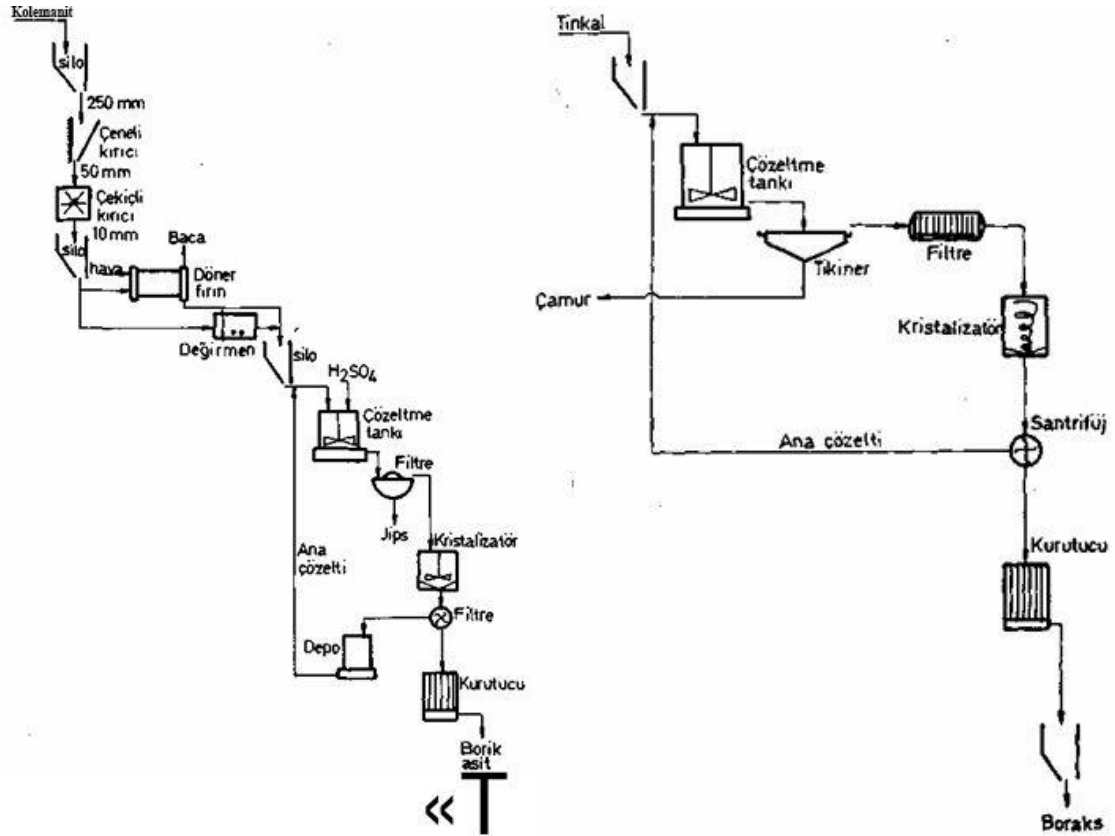 Kolemanit
silo
250 mm
Çeneli
kırıcı
50 mm
Çekiçli
kırıcı
10 mm
silo
Baca
hava
Döner
fırın
Değirmen
silo
H2SO4
Çözeltme
tankı
Filtre
Jips
Kristalizatör
Ana
çözelti
Filtre
Depo
Kurutucu
Borik
asit
«
Tinkal
Çözeltme
tankı
Tikiner
Filtre
Çamur
Kristalizatör
Santrifüj
Ana çözelti
Kurutucu
Boraks